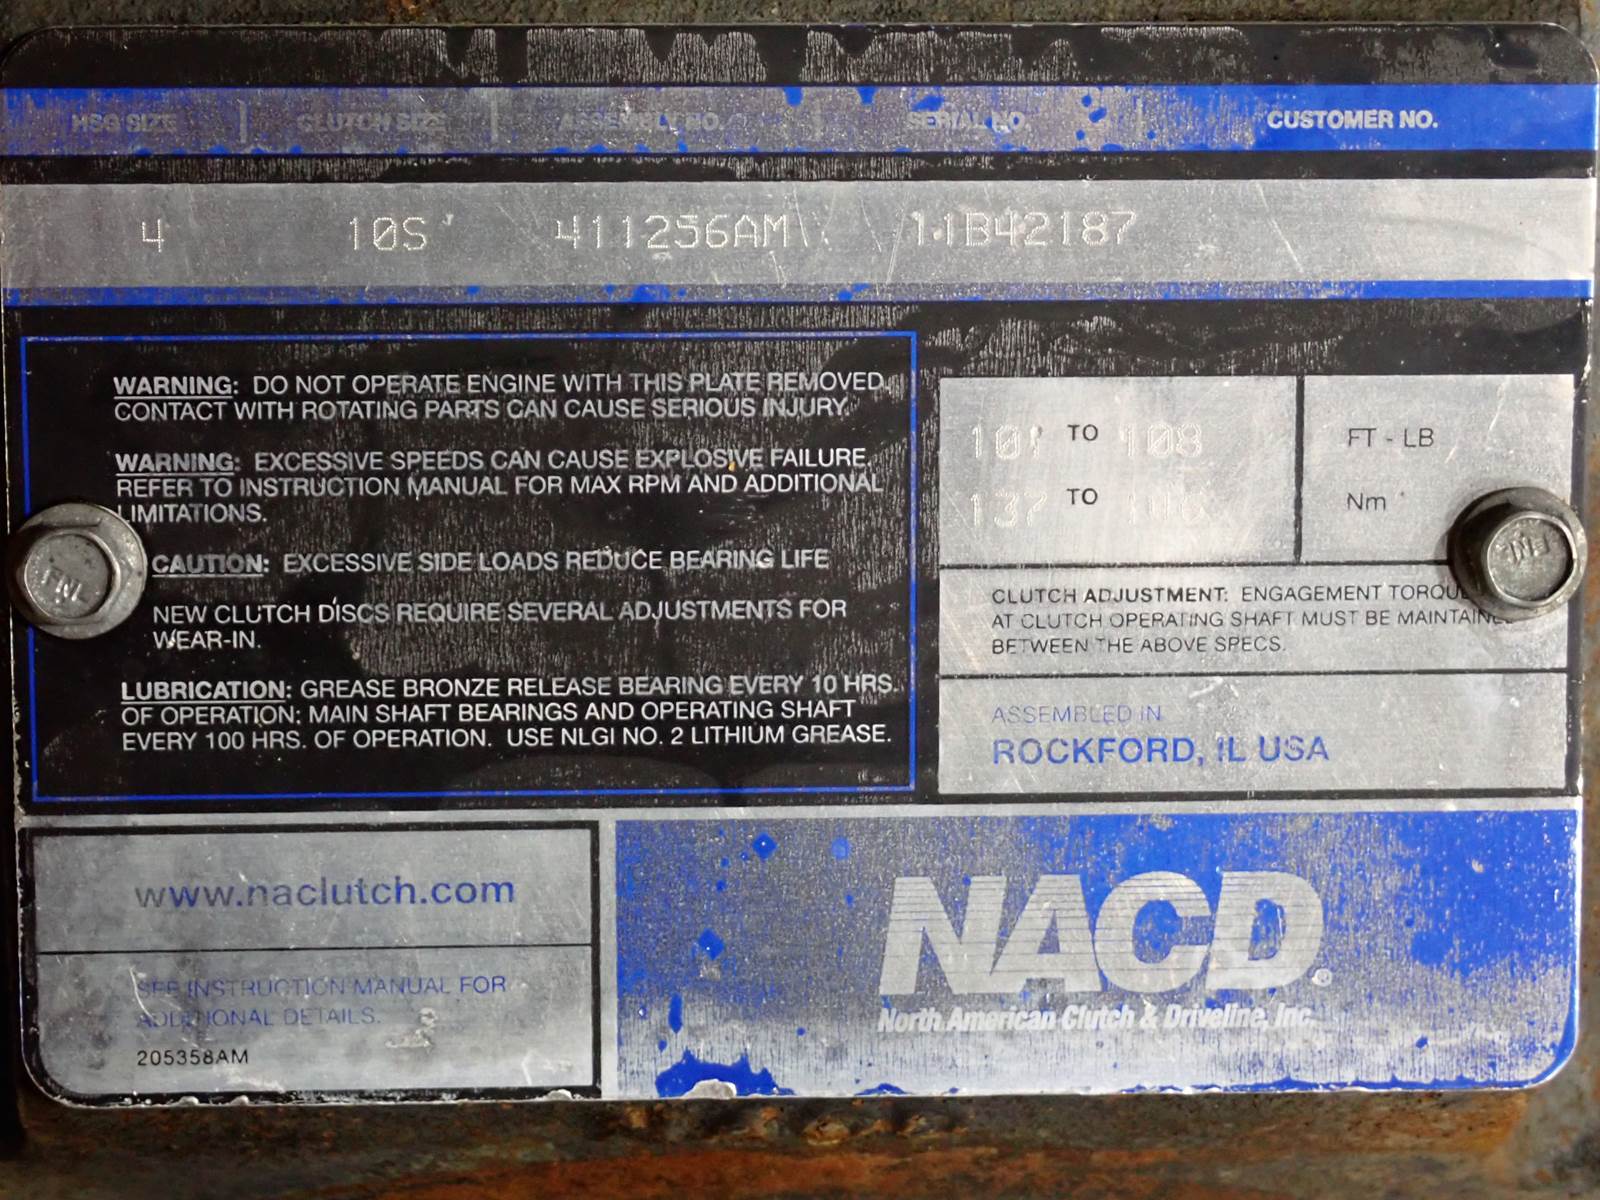 HSG SIZE CLUTCH SIZE ASSEMBLY NO. SERIAL NO. CUSTOMER NO.
4 10S 411256AM 11B42187
WARNING: DO NOT OPERATE ENGINE WITH THIS PLATE REMOVED.
CONTACT WITH ROTATING PARTS CAN CAUSE SERIOUS INJURY.
WARNING: EXCESSIVE SPEEDS CAN CAUSE EXPLOSIVE FAILURE
REFER TO INSTRUCTION MANUAL FOR MAX RPM AND ADDITIONAL
LIMITATIONS.
CAUTION: EXCESSIVE SIDE LOADS REDUCE BEARING LIFE
NEW CLUTCH DISCS REQUIRE SEVERAL ADJUSTMENTS FOR
WEAR-IN.
LUBRICATION: GREASE BRONZE RELEASE BEARING EVERY 10 HRS.
OF OPERATION: MAIN SHAFT BEARINGS AND OPERATING SHAFT
EVERY 100 HRS. OF OPERATION. USE NLGI NO. 2 LITHIUM GREASE.
TO 108 FT - LB
137 TO Nm
CLUTCH ADJUSTMENT: ENGAGEMENT TORQU
AT CLUTCH OPERATING SHAFT MUST BE MAINTAINE
BETWEEN THE ABOVE SPECS.
ASSEMBLED IN
ROCKFORD, IL USA
www.naclutch.com
SEE INSTRUCTION MANUAL FOR
ADDITIONAL DETAILS.
205358AM
NACD
North American Clutch & Driveline, Inc.